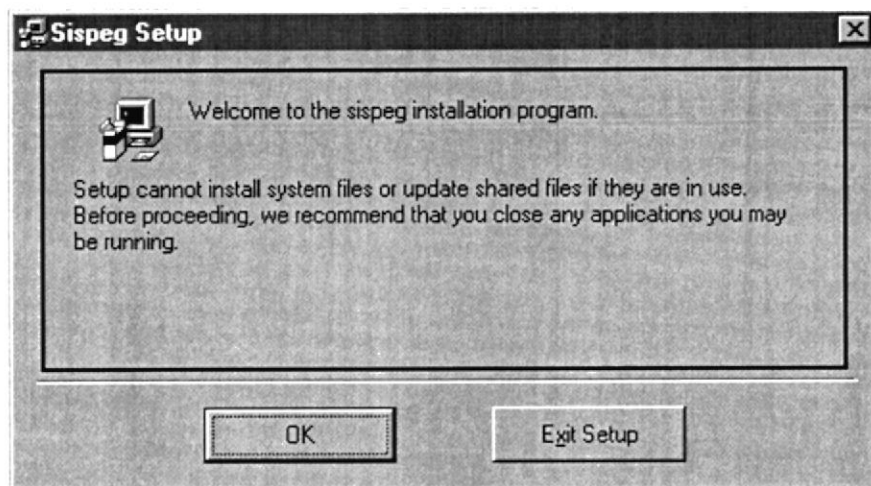 Sispeg Setup
Welcome to the sispeg installation program.
Setup cannot install system files or update shared files if they are in use.
Before proceeding, we recommend that you close any applications you may
be running.
OK
Exit Setup